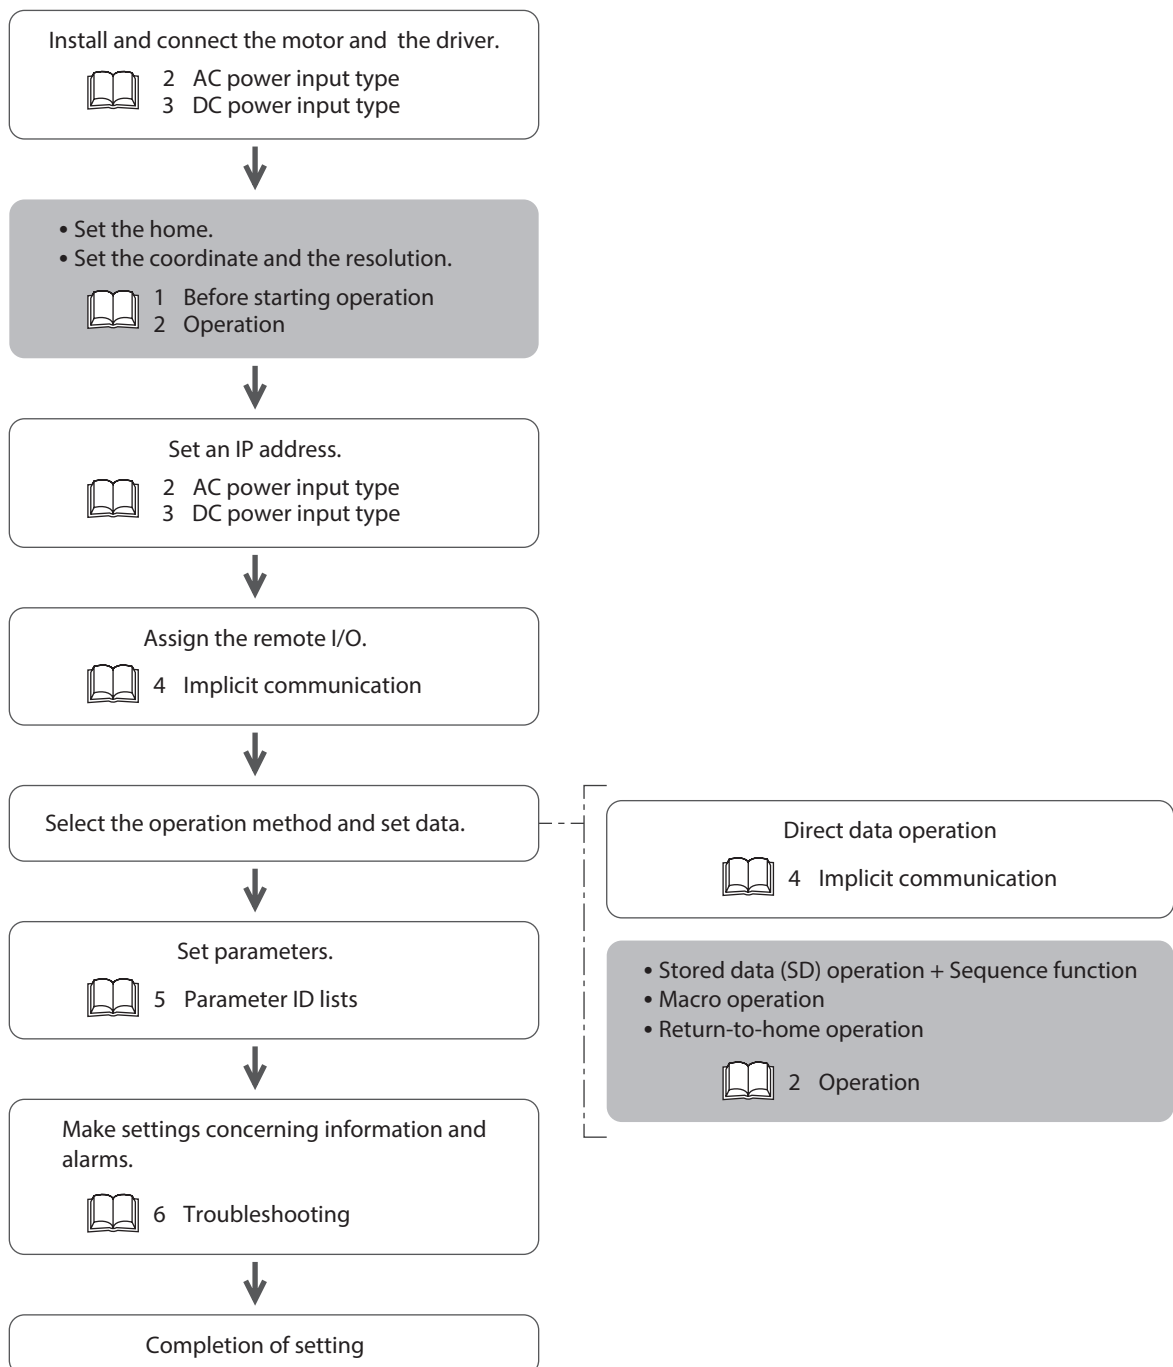 Install and connect the motor and the driver.
2 AC power input type
3 DC power input type
• Set the home.
• Set the coordinate and the resolution.
1 Before starting operation
2 Operation
Set an IP address.
2 AC power input type
3 DC power input type
Assign the remote I/O.
4 Implicit communication
Select the operation method and set data.
Direct data operation
4 Implicit communication
• Stored data (SD) operation + Sequence function
• Macro operation
• Return-to-home operation
2 Operation
Set parameters.
5 Parameter ID lists
Make settings concerning information and
alarms.
6 Troubleshooting
Completion of setting